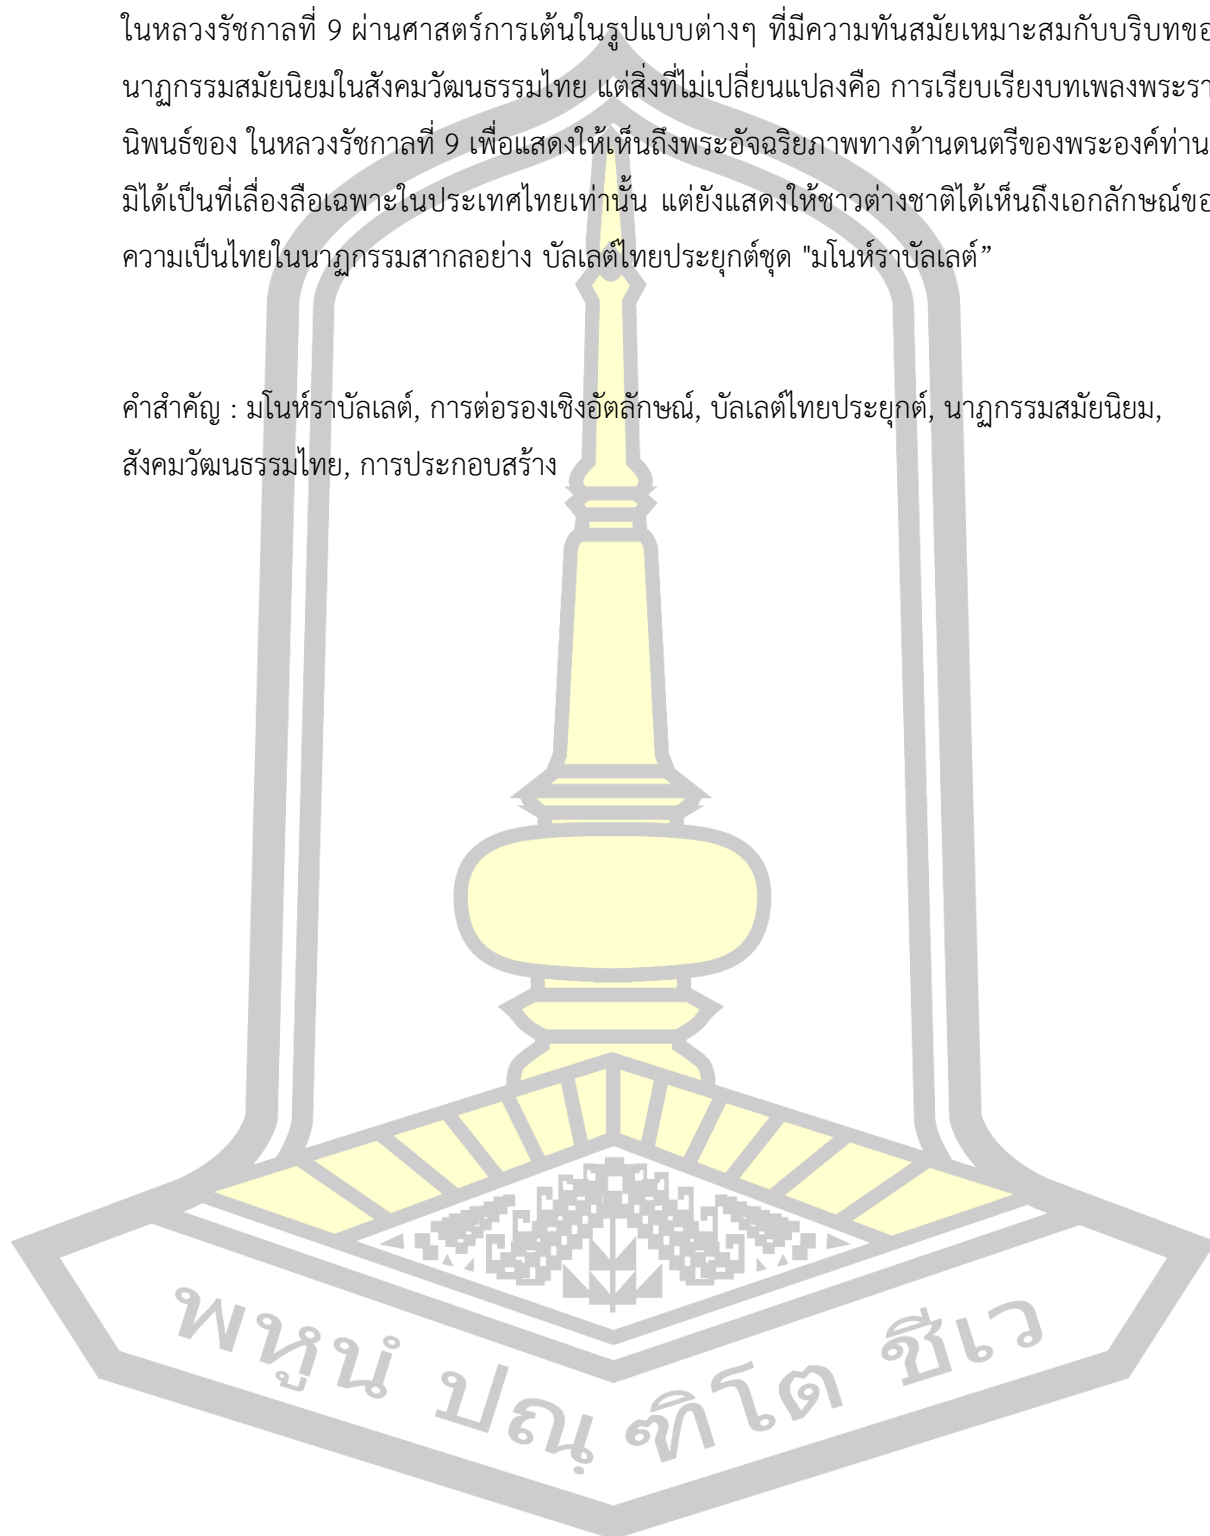 ในหลวงรัชกาลที่ 9 ผ่านศาสตร์การเต้นในรูปแบบต่างๆ ที่มีความทันสมัยเหมาะสมกับบริบทขอ
นาฏกรรมสมัยนิยมในสังคมวัฒนธรรมไทย แต่สิ่งที่ไม่เปลี่ยนแปลงคือ การเรียบเรียงบทเพลงพระรา
นิพนธ์ของ ในหลวงรัชกาลที่ 9 เพื่อแสดงให้เห็นถึงพระอัจฉริยภาพทางด้านดนตรีของพระองค์ท่าน
มิได้เป็นที่เลื่องลือเฉพาะในประเทศไทยเท่านั้น แต่ยังแสดงให้ชาวต่างชาติได้เห็นถึงเอกลักษณ์ขอ
ความเป็นไทยในนาฏกรรมสากลอย่าง บัลเลต์ไทยประยุกต์ชุด "มโนห์ราบัลเลต์”
คำสำคัญ : มโนห์ราบัลเลต์, การต่อรองเชิงอัตลักษณ์, บัลเลต์ไทยประยุกต์, นาฏกรรมสมัยนิยม,
สังคมวัฒนธรรมไทย, การประกอบสร้าง
พหูนํ ปณฺฑิโต ชีเว